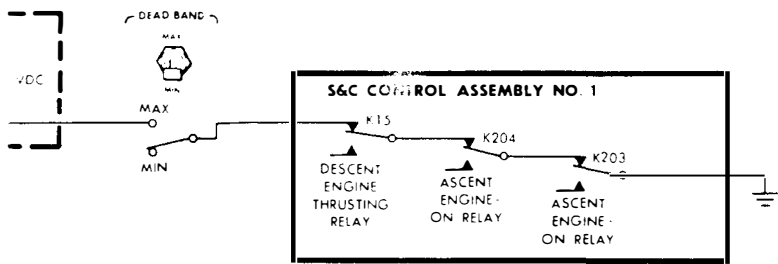 DEAD BAND
MAX
MIN
VDC
MAX
MIN
S&C CONTROL ASSEMBLY NO. 1
K15
K204
K203
DESCENT
ENGINE
THRUSTING
RELAY
ASCENT
ENGINE-
ON RELAY
ASCENT
ENGINE-
ON RELAY